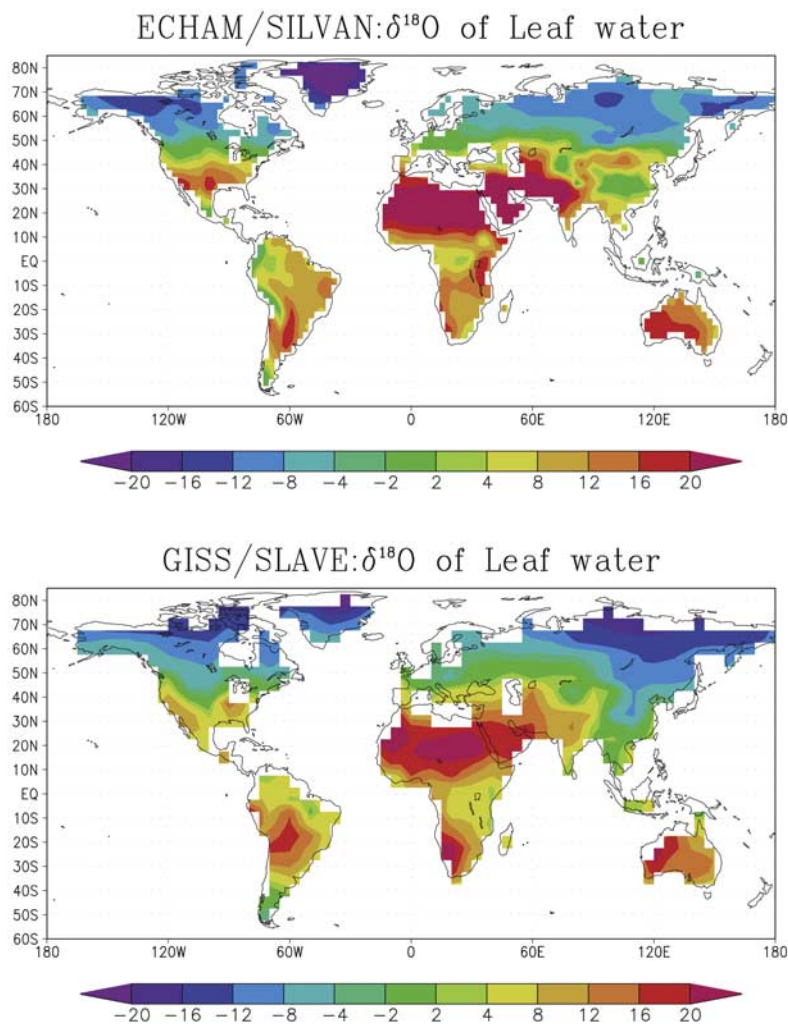 ECHAM/SILVAN:δ¹⁸O of Leaf water
80N
70N
60N
50N
40N
30N
20N
10N
EQ
10S
20S
30S
40S
50S
60S
180 120W 60W 0 60E 120E 180
−20 −16 −12 −8 −4 2 4 8 12 16 20
GISS/SLAVE:δ¹⁸O of Leaf water
80N
70N
60N
50N
40N
30N
20N
10N
EQ
10S
20S
30S
40S
50S
60S
180 120W 60W 0 60E 120E 180
−20 −16 −12 −8 −4 −2 2 4 8 12 16 20